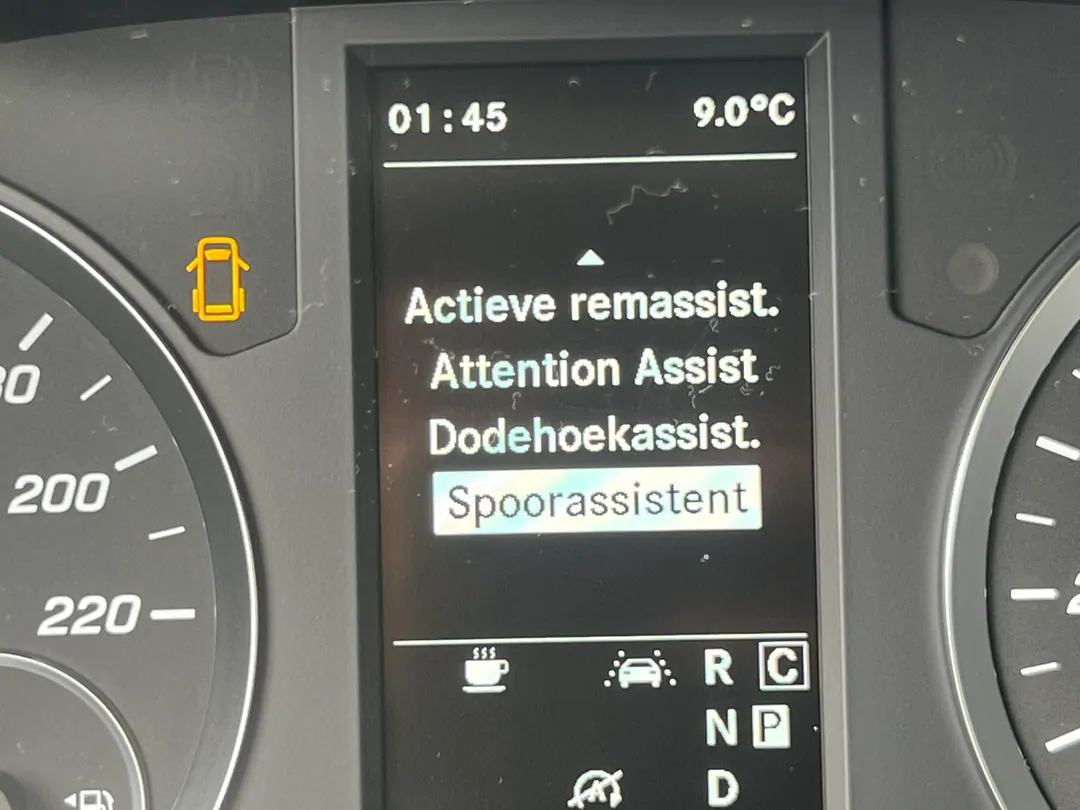 01:45 9.0°C
Actieve remassist.
Attention Assist
Dodehoekassist.
Spoorassistent
R C
N P
D
200
220